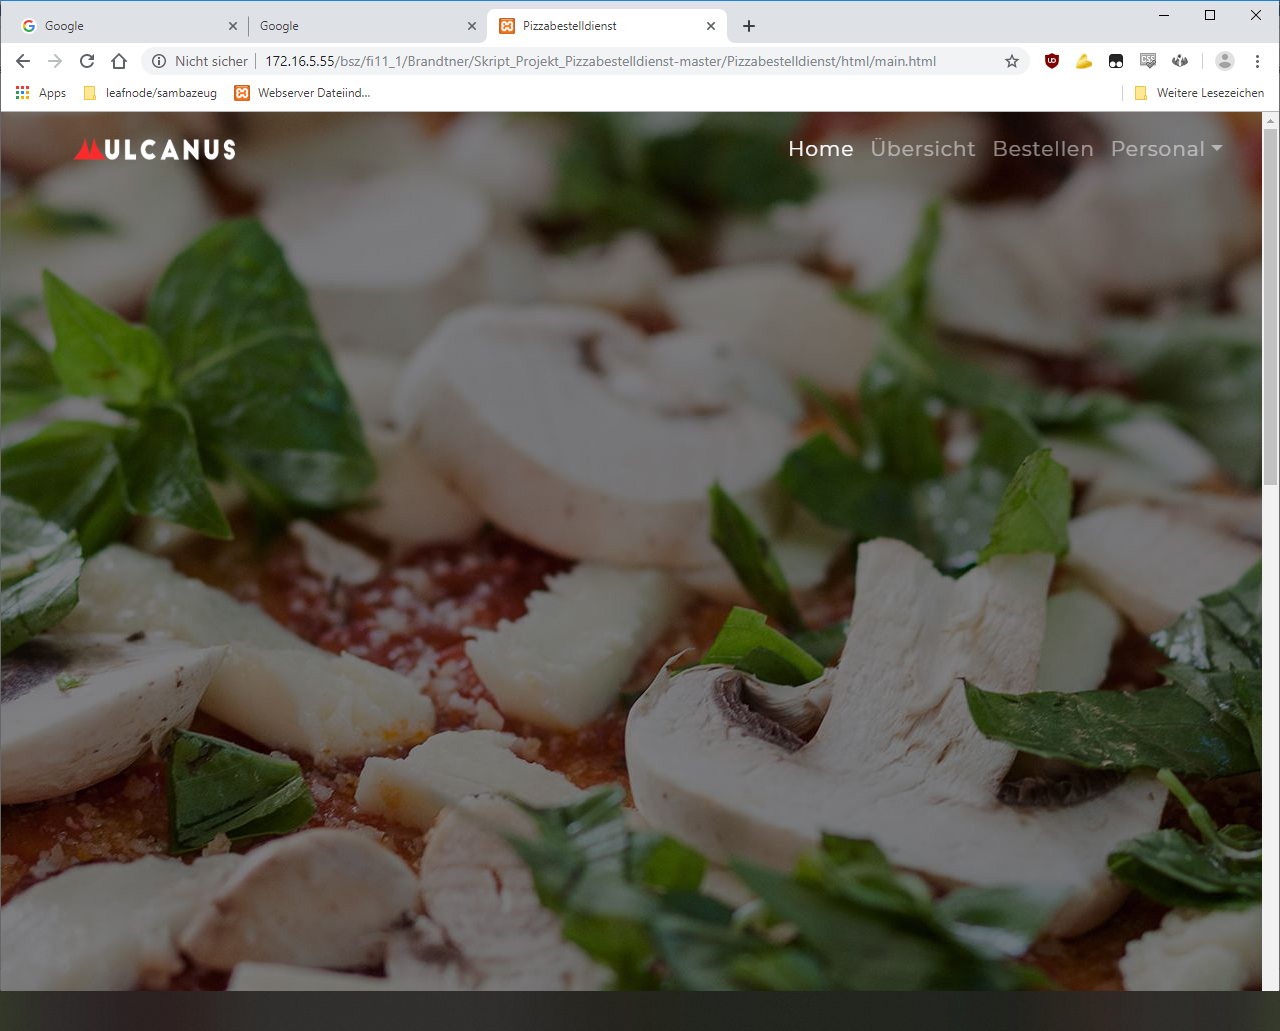 Google
Google
Pizzabestelldienst
Nicht sicher
172.16.5.55/bsz/fi11_1/Brandtner/Skript_Projekt_Pizzabestelldienst-master/Pizzabestelldienst/html/main.html
Apps
leafnode/sambazeug
Webserver Dateiind...
Weitere Lesezeichen
ULCANUS
Home
Übersicht
Bestellen
Personal